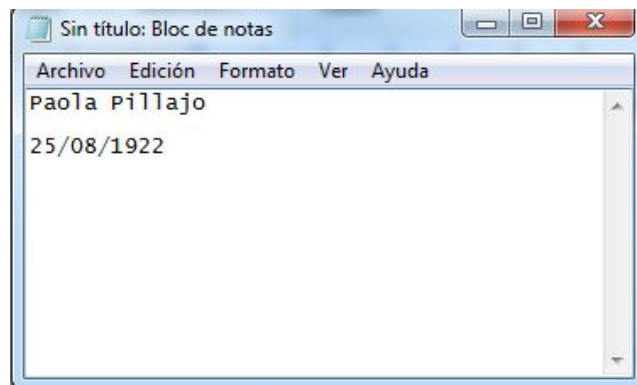 Sin título: Bloc de notas
Archivo Edición Formato Ver Ayuda
Paola Pillajo
25/08/1922